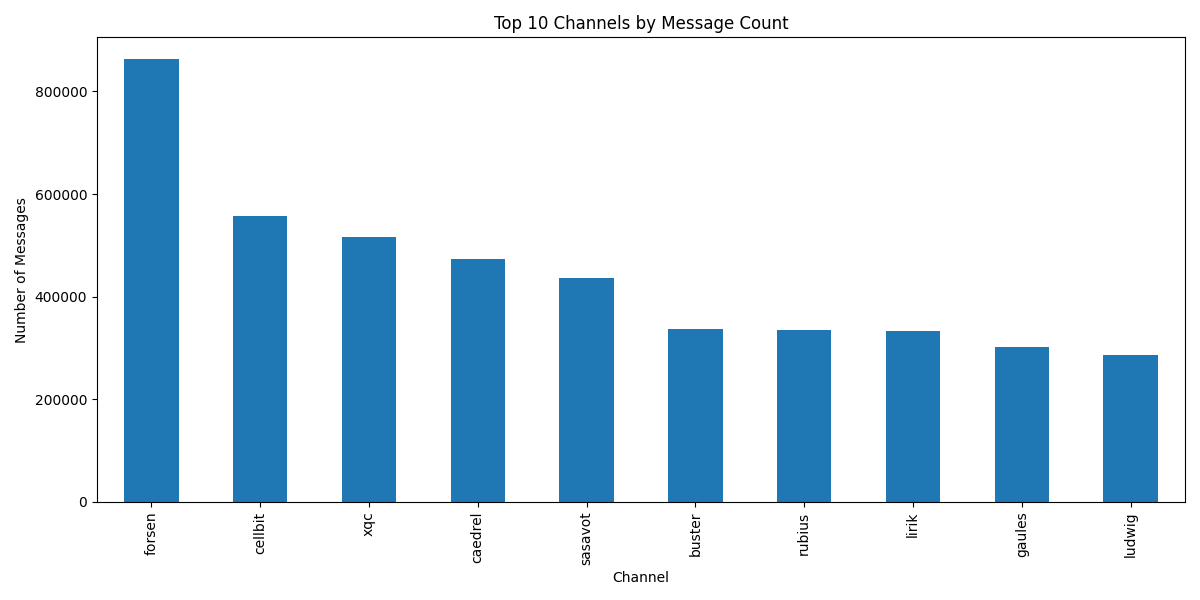 Top 10 Channels by Message Count
Number of Messages
800000
600000
400000
200000
0
forsen
cellbit
xqc
caedrel
sasavot
buster
rubius
lirik
gaules
ludwig
Channel